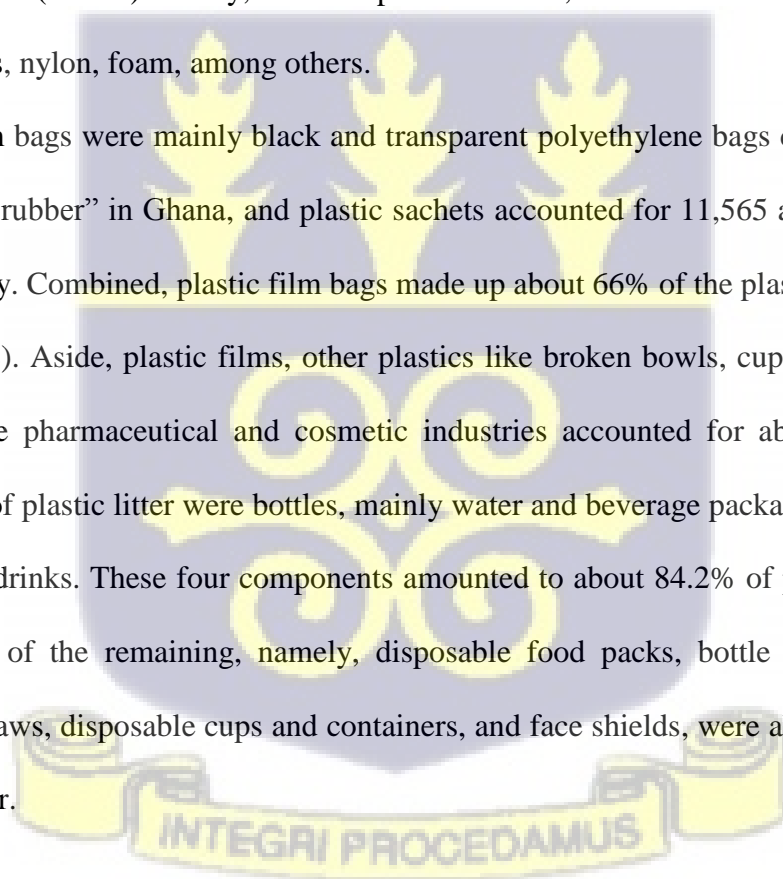 s, nylon, foam, among others.
bags were mainly black and transparent polyethylene bags
rubber” in Ghana, and plastic sachets accounted for 11,565
y. Combined, plastic film bags made up about 66% of the plas
). Aside, plastic films, other plastics like broken bowls, cup
e pharmaceutical and cosmetic industries accounted for ab
of plastic litter were bottles, mainly water and beverage packa
drinks. These four components amounted to about 84.2% of
of the remaining, namely, disposable food packs, bottle
aws, disposable cups and containers, and face shields, were a
r.
INTEGRI PROCEDAMUS